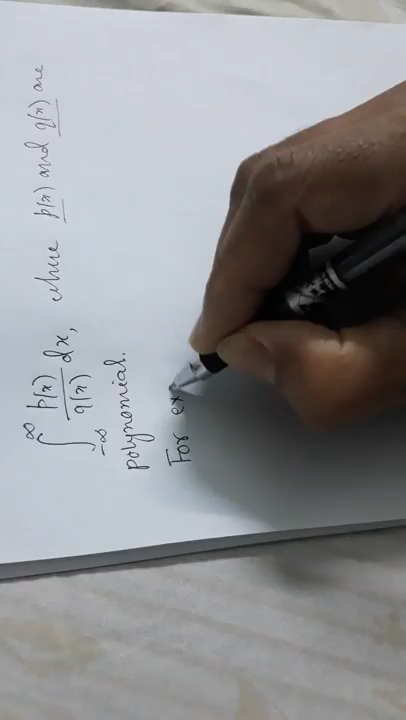 ∫_{-∞}^{∞} p(x)/q(x) dx, where p(x) and q(x) are
polynomial.
For ex